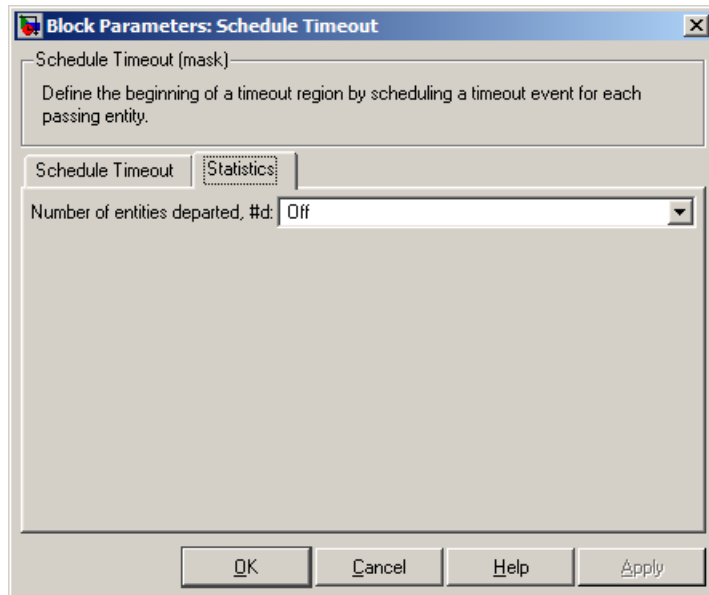 Block Parameters: Schedule Timeout
Schedule Timeout (mask)
Define the beginning of a timeout region by scheduling a timeout event for each
passing entity.
Schedule Timeout Statistics
Number of entities departed, #d: Off
OK Cancel Help Apply